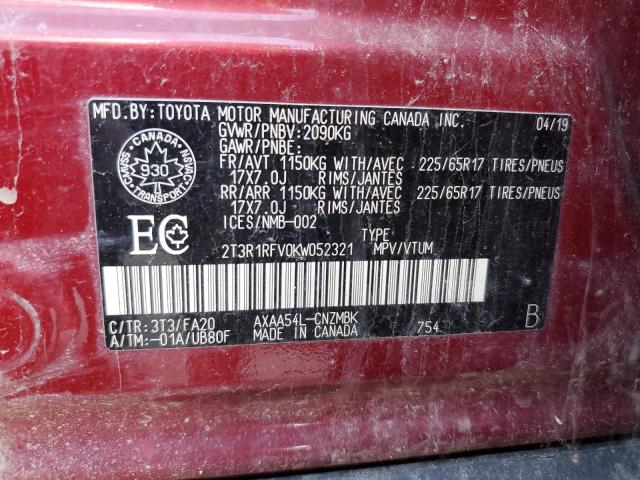 MFD.BY:TOYOTA MOTOR MANUFACTURING CANADA INC. 04/19
GVWR/PNBV:2090KG
GAWR/PNBE:
FR/AVT 1150KG WITH/AVEC 225/65R17 TIRES/PNEUS
17X7.0J RIMS/JANTES
RR/ARR 1150KG WITH/AVEC 225/65R17 TIRES/PNEUS
17X7.0J RIMS/JANTES
ICES/NMB-002
CANADA
CMVSS
930
NSVAC
TRANSPORT
EC
TYPE:
2T3R1RFV0KW052321 MPV/VTUM
C/TR:3T3/FA20 AXAA54L-CNZMBK 754 B
A/TM:-01A/UB80F MADE IN CANADA